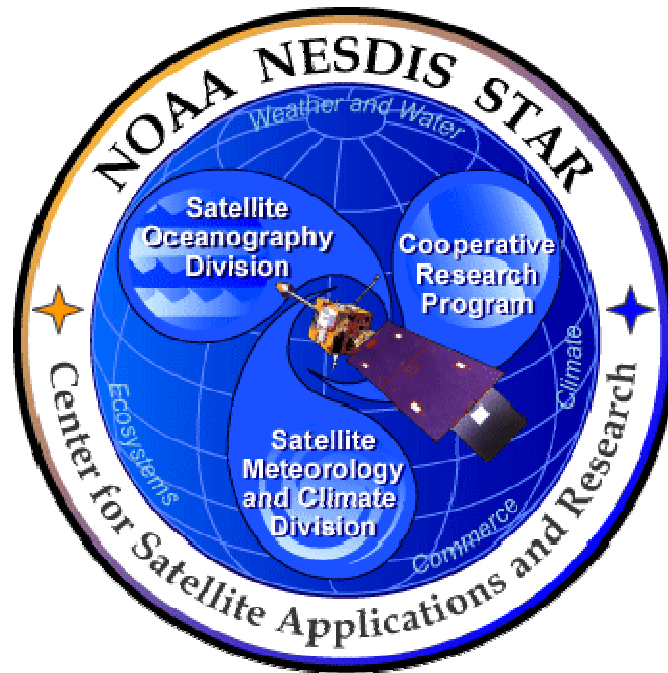 NOAA NESDIS STAR
Weather and Water
Satellite
Oceanography
Division
Cooperative
Research
Program
Climate
Ecosystems
Satellite
Meteorology
and Climate
Division
Commerce
Center for Satellite Applications and Research